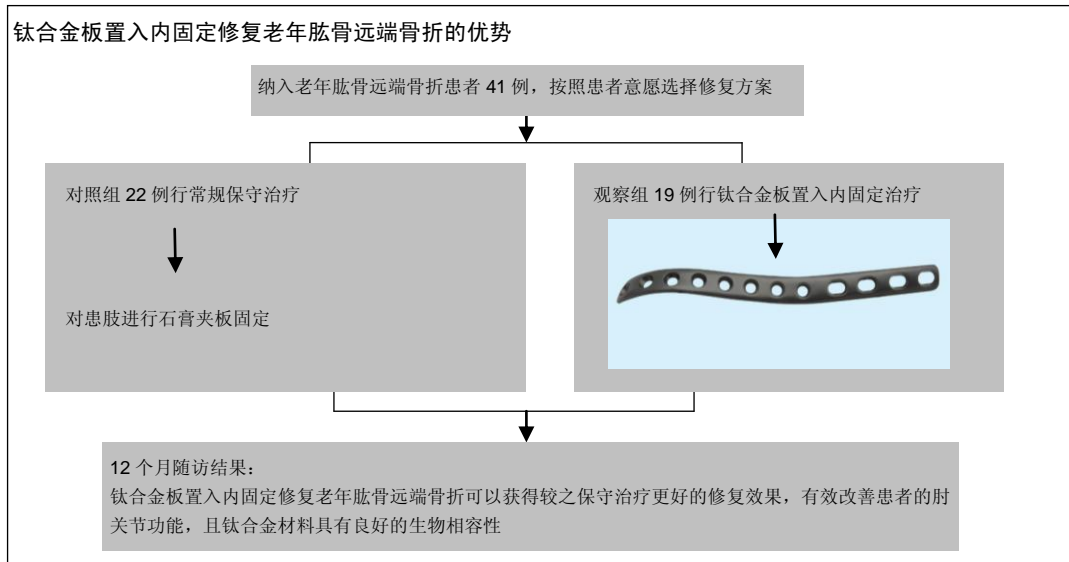 钛合金板置入内固定修复老年肱骨远端骨折的优势
纳入老年肱骨远端骨折患者 41 例，按照患者意愿选择修复方案
对照组 22 例行常规保守治疗
对患肢进行石膏夹板固定
观察组 19 例行钛合金板置入内固定治疗
12 个月随访结果：
钛合金板置入内固定修复老年肱骨远端骨折可以获得较之保守治疗更好的修复效果，有效改善患者的肘
关节功能，且钛合金材料具有良好的生物相容性